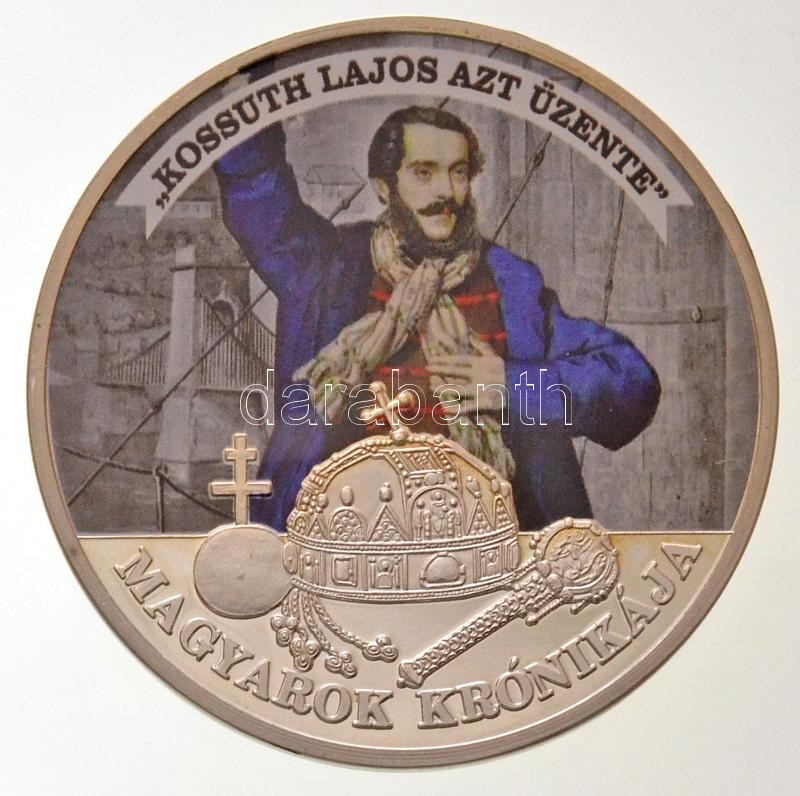 „KOSSUTH LAJOS AZT ÜZENTE”
darabanth
MAGYAROK KRÓNIKÁJA